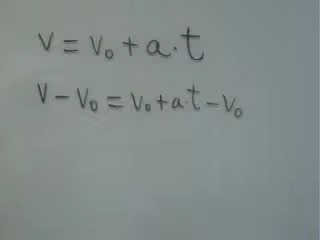 v = v₀ + a · t
v − v₀ = v₀ + a · t − v₀